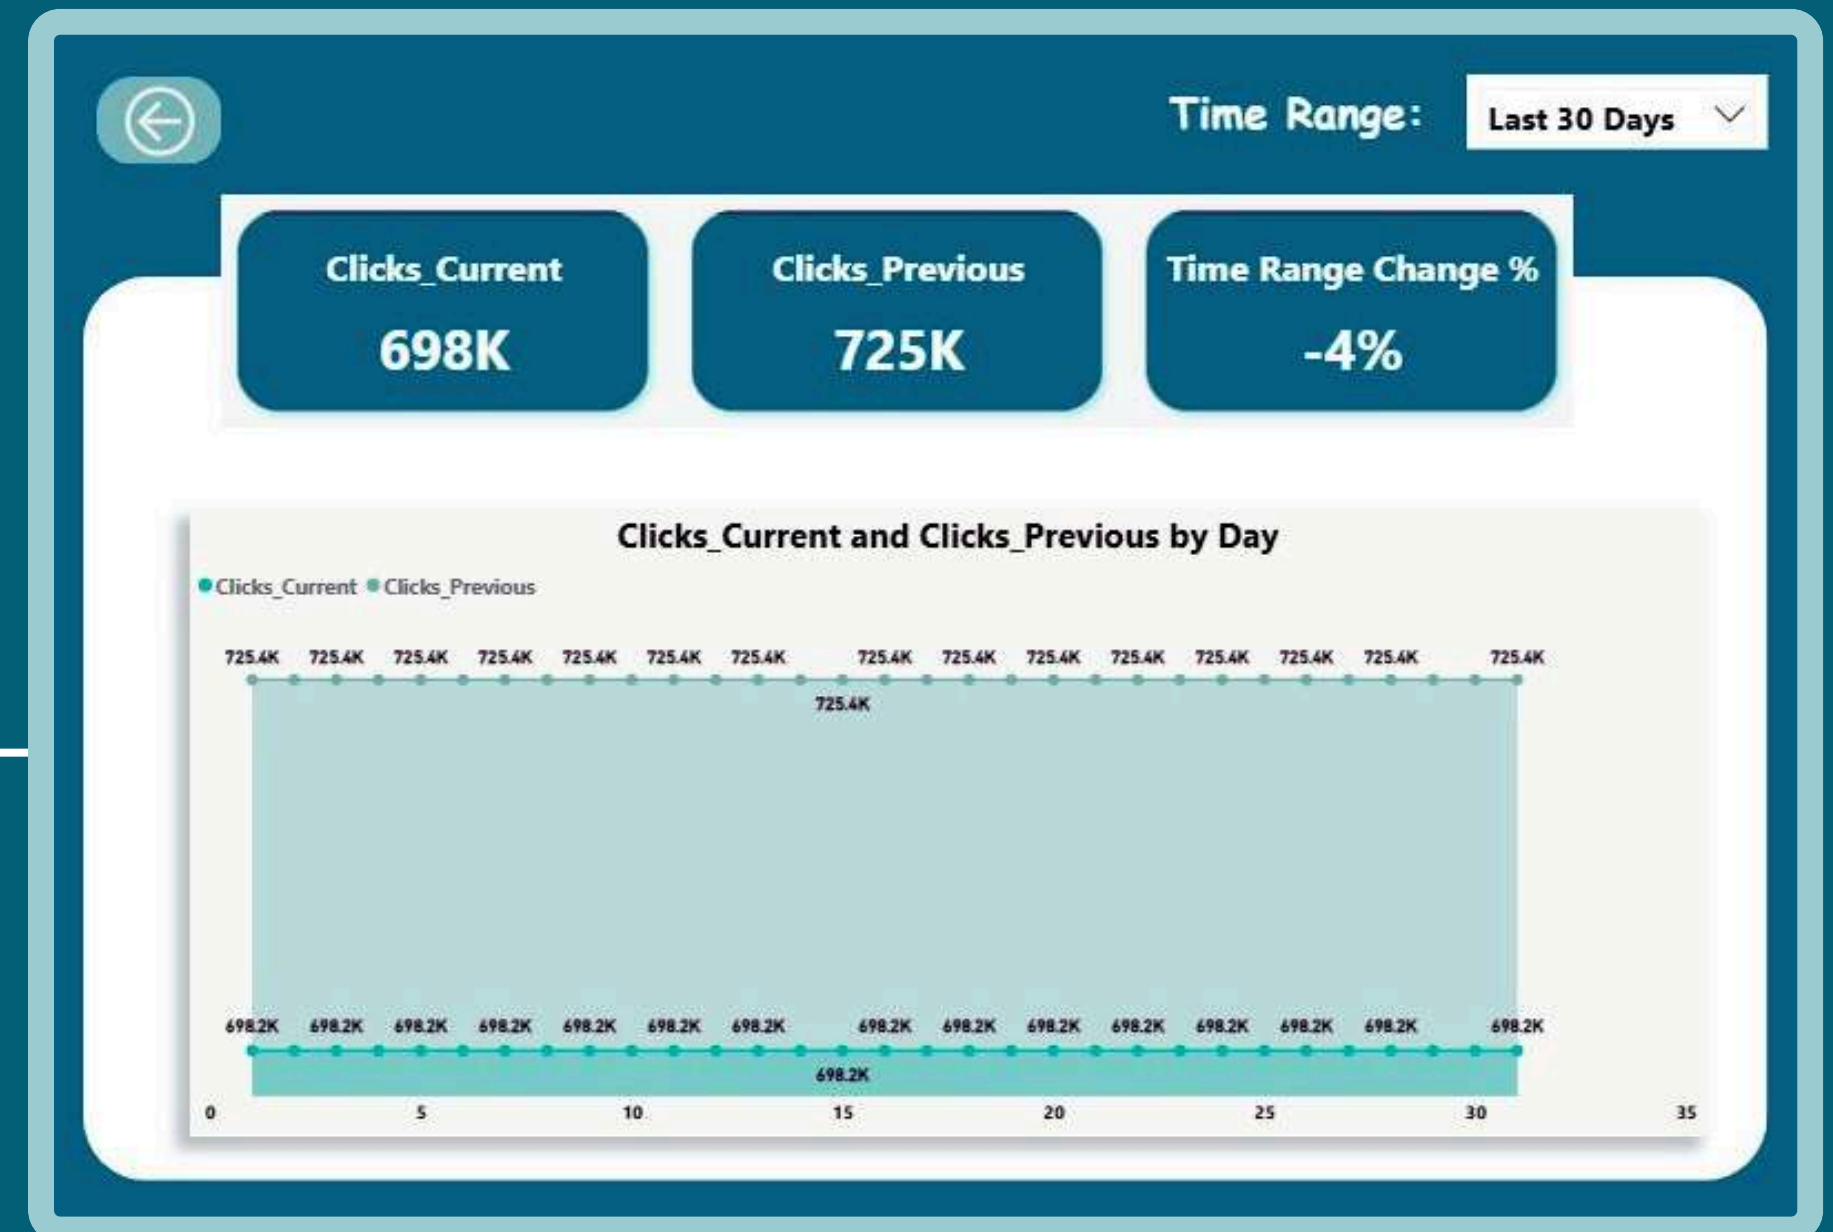 Time Range: Last 30 Days
Clicks_Current Clicks_Previous Time Range Change %
698K 725K -4%
Clicks_Current and Clicks_Previous by Day
Clicks_Current Clicks_Previous
725.4K 725.4K 725.4K 725.4K 725.4K 725.4K 725.4K 725.4K 725.4K 725.4K 725.4K 725.4K 725.4K 725.4K 725.4K
725.4K
698.2K 698.2K 698.2K 698.2K 698.2K 698.2K 698.2K 698.2K 698.2K 698.2K 698.2K 698.2K 698.2K 698.2K 698.2K
698.2K
0 5 10 15 20 25 30 35